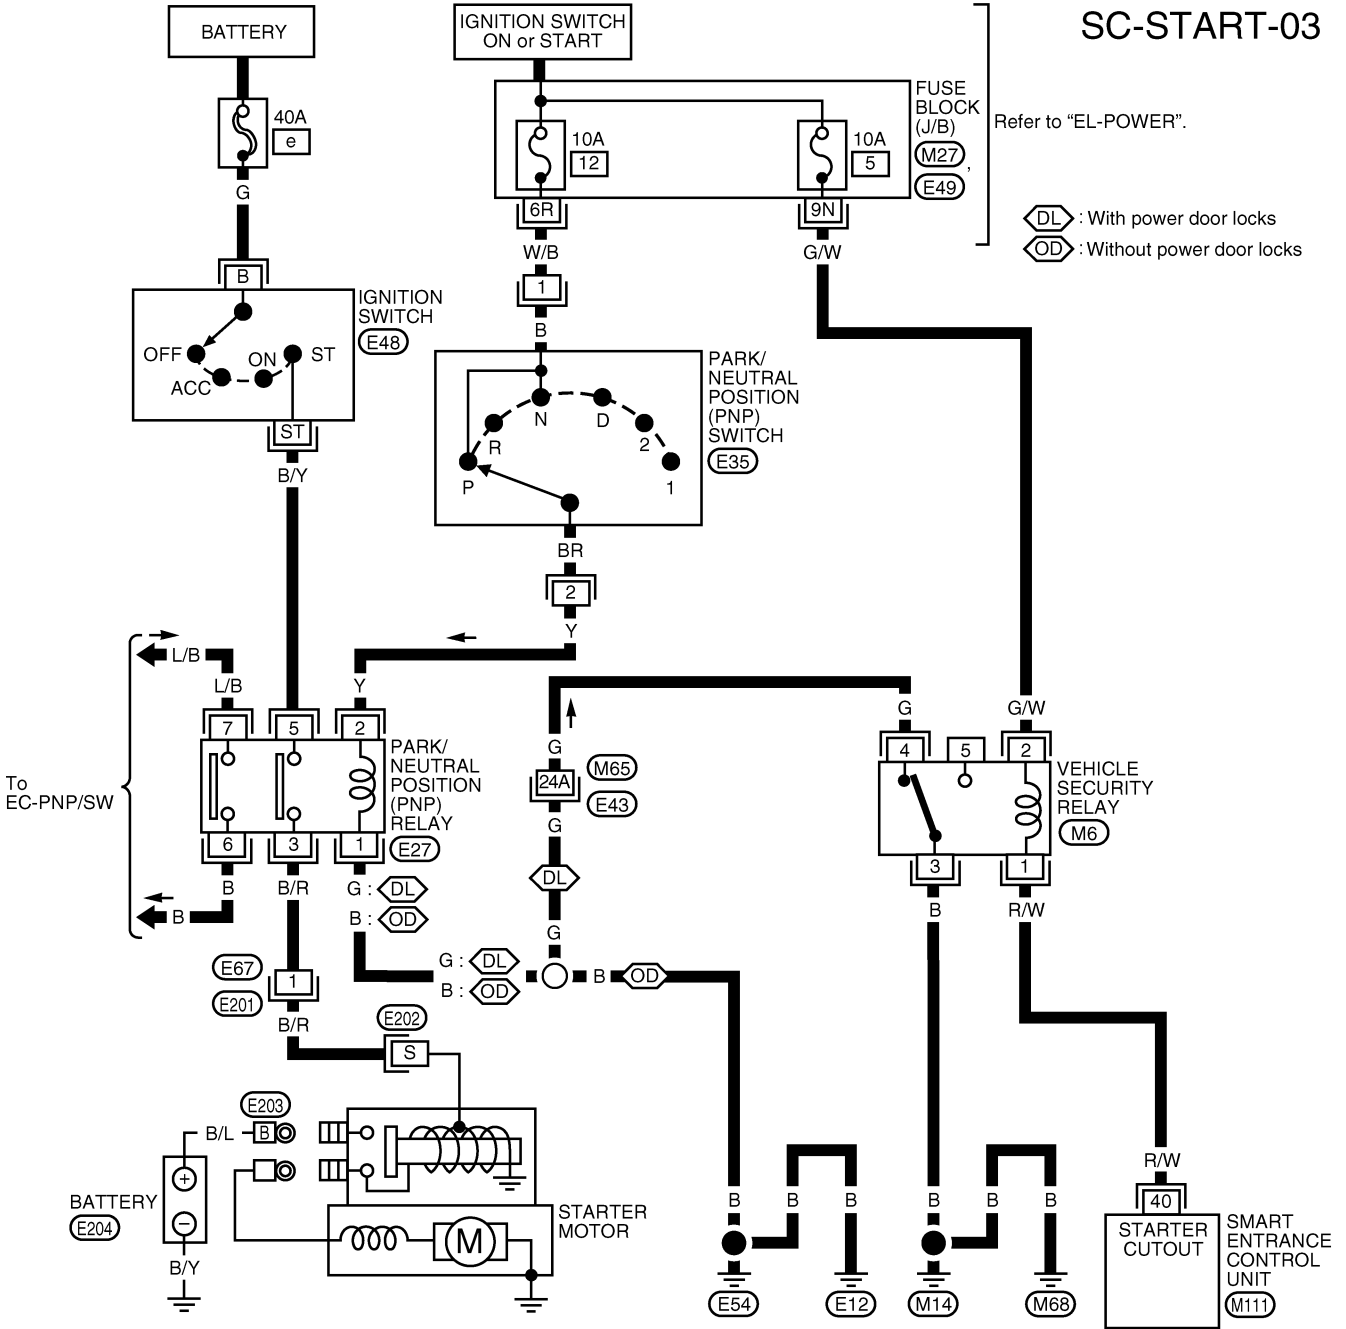 SC-START-03
BATTERY
IGNITION SWITCH
ON or START
40A
e
G
FUSE
BLOCK
(J/B)
M27
,
E49
Refer to “EL-POWER”.
10A
12
10A
5
6R
9N
DL : With power door locks
OD : Without power door locks
W/B
G/W
1
B
B
IGNITION
SWITCH
E48
OFF
ACC
ON
ST
ST
B/Y
PARK/
NEUTRAL
POSITION
(PNP)
SWITCH
E35
P
R
N
D
2
1
BR
2
Y
L/B
L/B
Y
7
5
2
PARK/
NEUTRAL
POSITION
(PNP)
RELAY
E27
To
EC-PNP/SW
6
3
1
B
B/R
G : DL
B : OD
B
G
24A
M65
E43
G
DL
G
G
G/W
4
5
2
VEHICLE
SECURITY
RELAY
M6
3
1
B
R/W
G : DL
B : OD
B
OD
E67
1
E201
B/R
E202
S
E203
B/L
B
+
−
BATTERY
E204
B/Y
M
STARTER
MOTOR
B
B
B
E54
E12
B
B
B
M14
M68
R/W
40
STARTER
CUTOUT
SMART
ENTRANCE
CONTROL
UNIT
M111